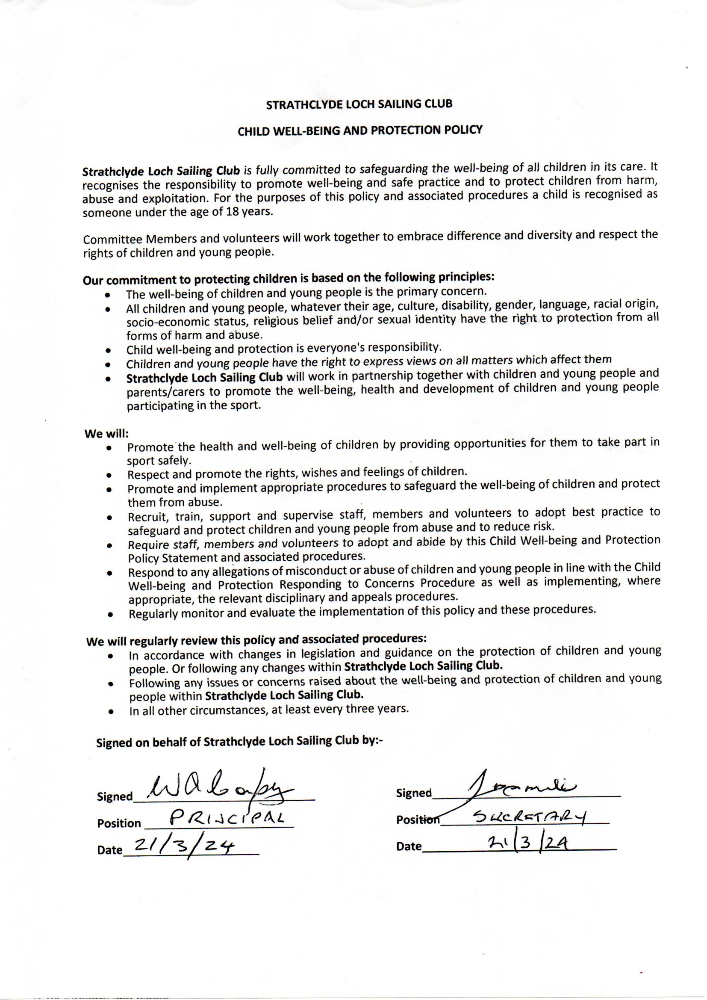 STRATHCLYDE LOCH SAILING CLUB
CHILD WELL-BEING AND PROTECTION POLICY
Strathclyde Loch Sailing Club is fully committed to safeguarding the well-being of all children in its care. It
recognises the responsibility to promote well-being and safe practice and to protect children from harm,
abuse and exploitation. For the purposes of this policy and associated procedures a child is recognised as
someone under the age of 18 years.
Committee Members and volunteers will work together to embrace difference and diversity and respect the
rights of children and young people.
Our commitment to protecting children is based on the following principles:
• The well-being of children and young people is the primary concern.
• All children and young people, whatever their age, culture, disability, gender, language, racial origin,
socio-economic status, religious belief and/or sexual identity have the right to protection from all
forms of harm and abuse.
• Child well-being and protection is everyone's responsibility.
• Children and young people have the right to express views on all matters which affect them
• Strathclyde Loch Sailing Club will work in partnership together with children and young people and
parents/carers to promote the well-being, health and development of children and young people
participating in the sport.
We will:
• Promote the health and well-being of children by providing opportunities for them to take part in
sport safely.
• Respect and promote the rights, wishes and feelings of children.
• Promote and implement appropriate procedures to safeguard the well-being of children and protect
them from abuse.
• Recruit, train, support and supervise staff, members and volunteers to adopt best practice to
safeguard and protect children and young people from abuse and to reduce risk.
• Require staff, members and volunteers to adopt and abide by this Child Well-being and Protection
Policy Statement and associated procedures.
• Respond to any allegations of misconduct or abuse of children and young people in line with the Child
Well-being and Protection Responding to Concerns Procedure as well as implementing, where
appropriate, the relevant disciplinary and appeals procedures.
• Regularly monitor and evaluate the implementation of this policy and these procedures.
We will regularly review this policy and associated procedures:
• In accordance with changes in legislation and guidance on the protection of children and young
people. Or following any changes within Strathclyde Loch Sailing Club.
• Following any issues or concerns raised about the well-being and protection of children and young
people within Strathclyde Loch Sailing Club.
• In all other circumstances, at least every three years.
Signed on behalf of Strathclyde Loch Sailing Club by:-
Signed
Position PRINCIPAL
Date 21/3/24
Signed
Position SECRETARY
Date 21/3/24